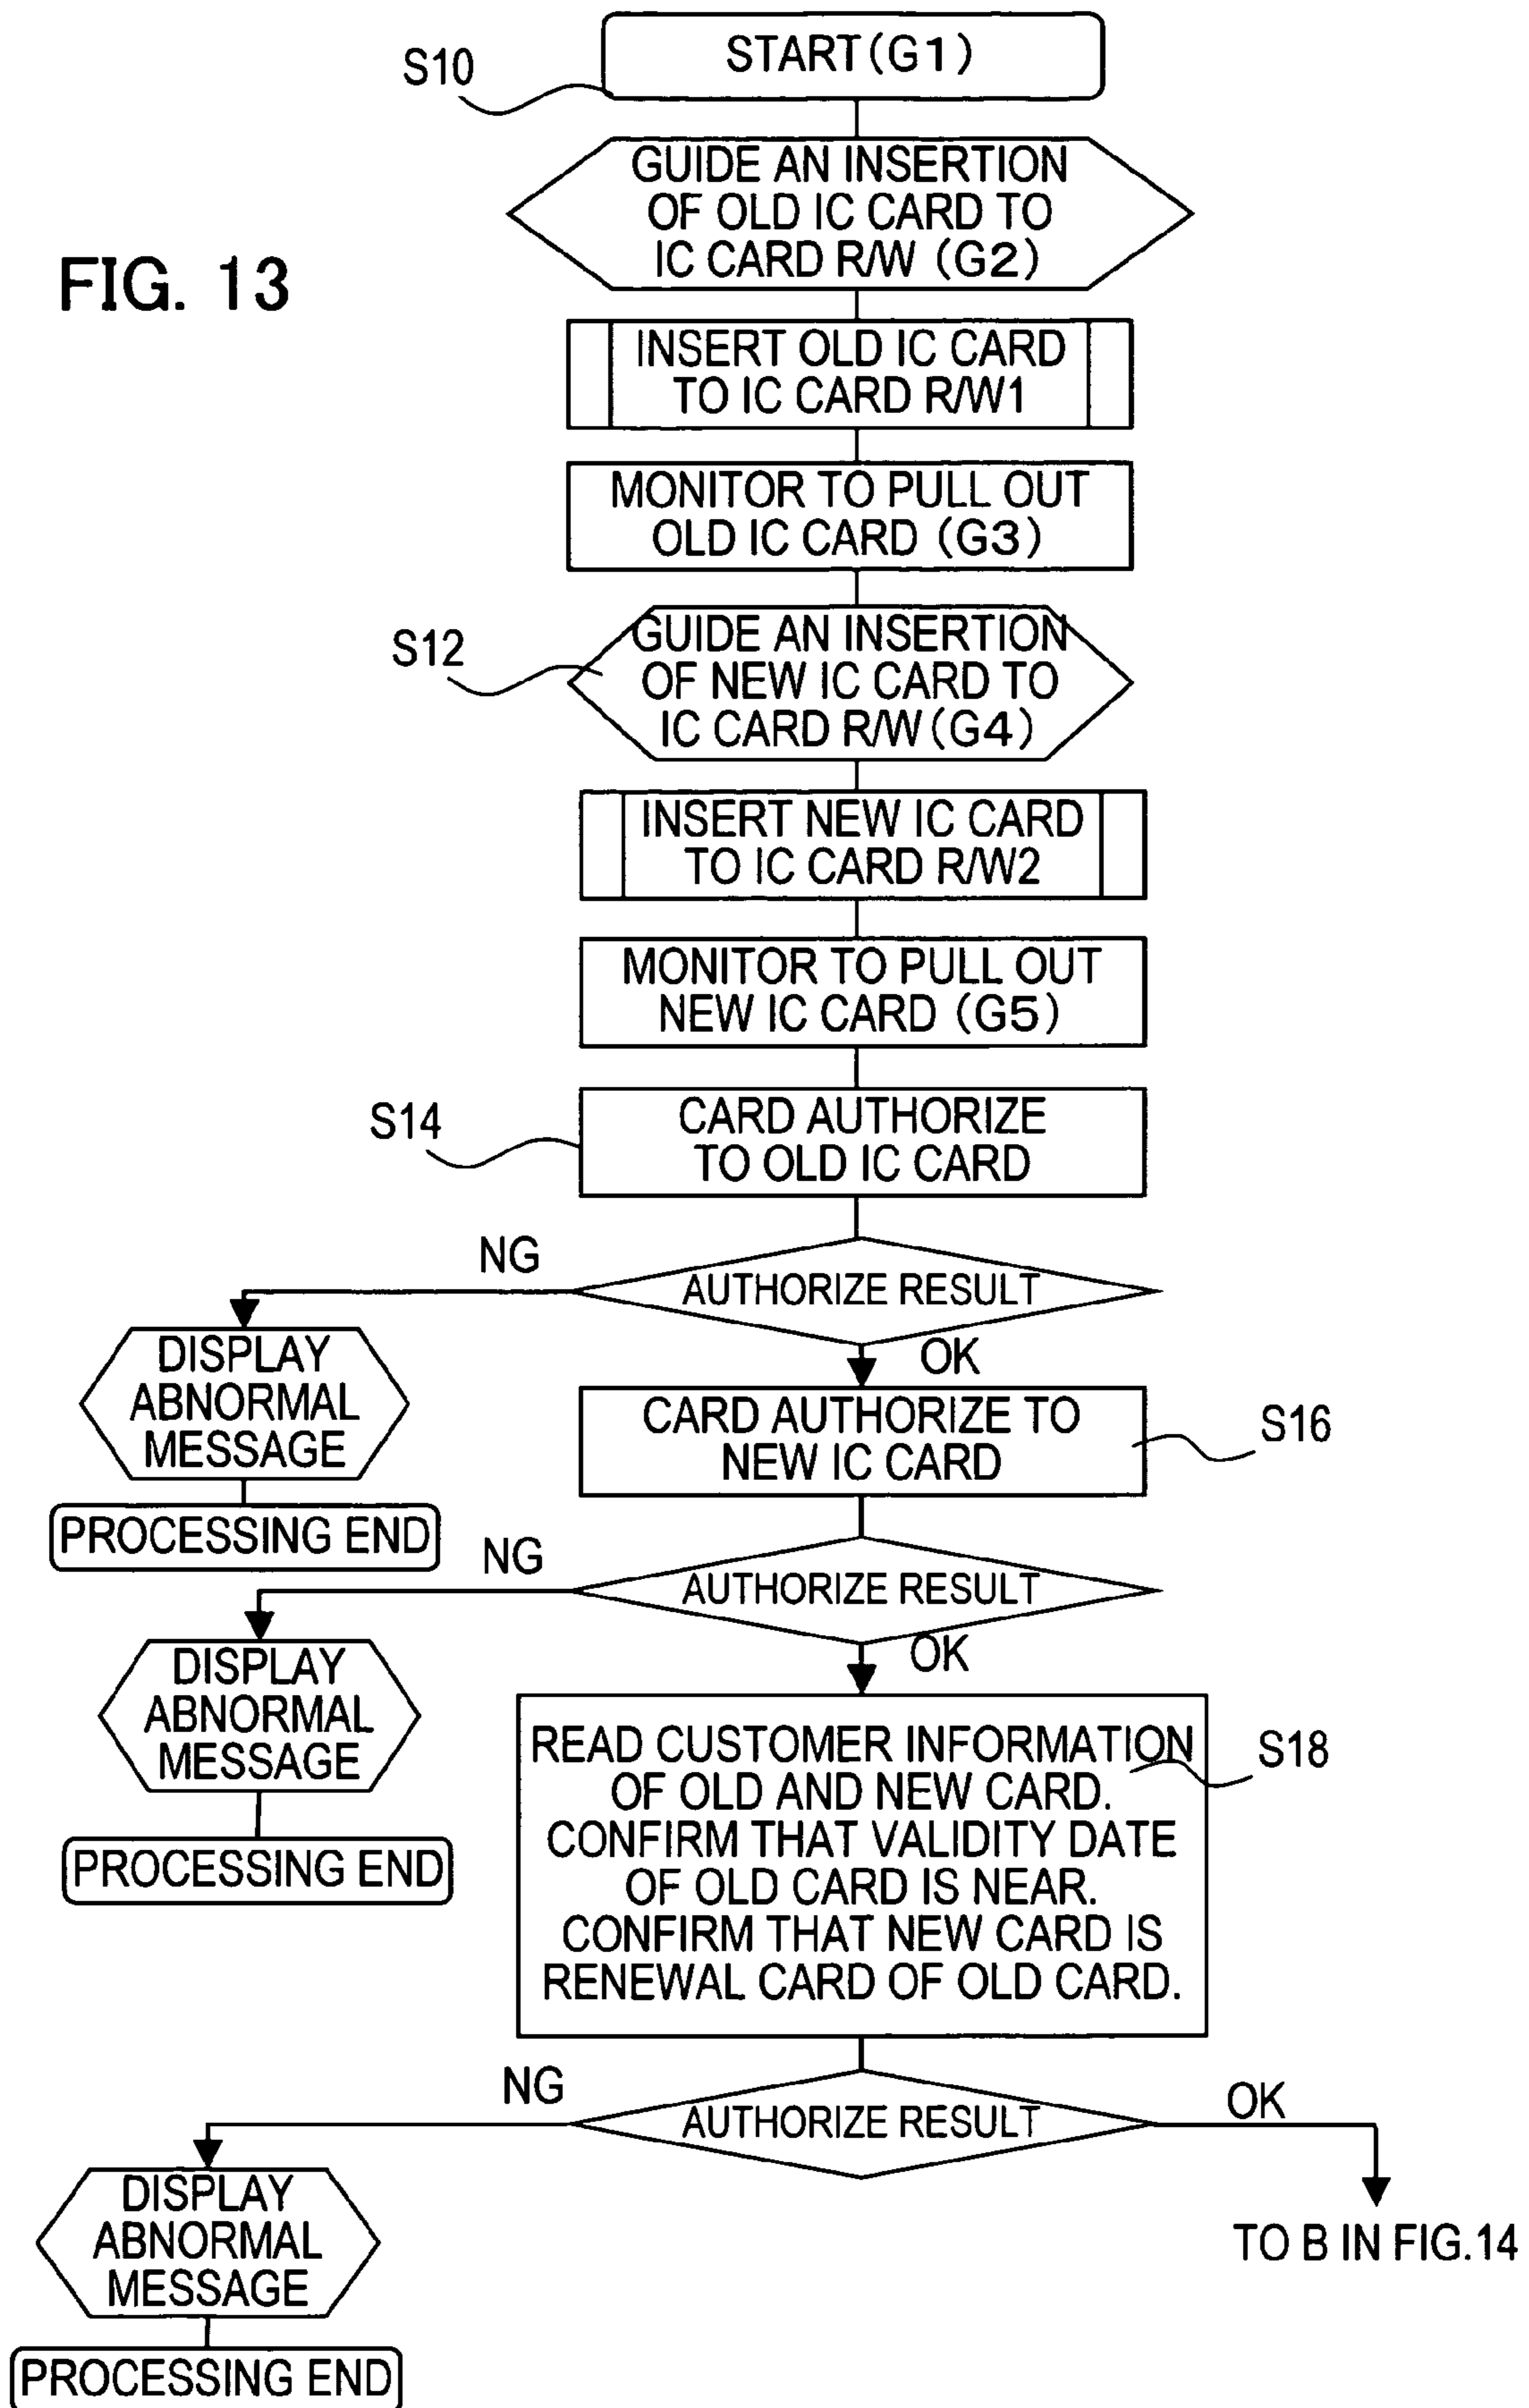 START(G1)
S10
GUIDE AN INSERTION
OF OLD IC CARD TO
IC CARD R/W (G2)
FIG. 13
INSERT OLD IC CARD
TO IC CARD R/W1
MONITOR TO PULL OUT
OLD IC CARD (G3)
S12
GUIDE AN INSERTION
OF NEW IC CARD TO
IC CARD R/W(G4)
INSERT NEW IC CARD
TO IC CARD R/W2
MONITOR TO PULL OUT
NEW IC CARD (G5)
S14
CARD AUTHORIZE
TO OLD IC CARD
NG
AUTHORIZE RESULT
OK
DISPLAY
ABNORMAL
MESSAGE
PROCESSING END
CARD AUTHORIZE TO
NEW IC CARD
S16
NG
AUTHORIZE RESULT
OK
DISPLAY
ABNORMAL
MESSAGE
PROCESSING END
READ CUSTOMER INFORMATION
OF OLD AND NEW CARD.
CONFIRM THAT VALIDITY DATE
OF OLD CARD IS NEAR.
CONFIRM THAT NEW CARD IS
RENEWAL CARD OF OLD CARD.
S18
NG
AUTHORIZE RESULT
OK
DISPLAY
ABNORMAL
MESSAGE
PROCESSING END
TO B IN FIG.14